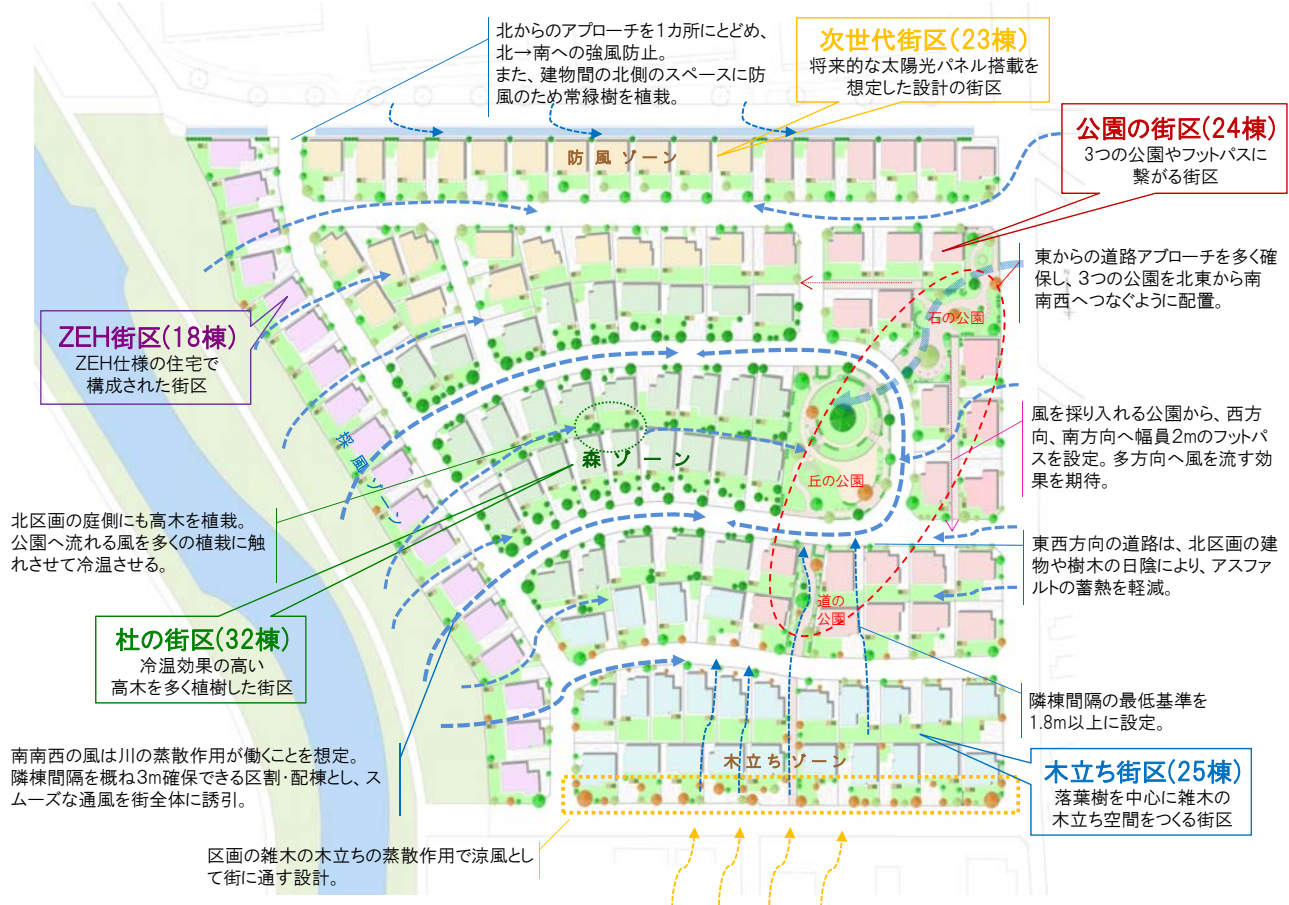 北からのアプローチを1カ所にとどめ、
北→南への強風防止。
また、建物間の北側のスペースに防
風のため常緑樹を植栽。
次世代街区(23棟)
将来的な太陽光パネル搭載を
想定した設計の街区
公園の街区(24棟)
3つの公園やフットパスに
繋がる街区
防風ゾーン
東からの道路アプローチを多く確
保し、3つの公園を北東から南
南西へつなぐように配置。
石の公園
ZEH街区(18棟)
ZEH仕様の住宅で
構成された街区
採風ゾーン
森ゾーン
丘の公園
風を採り入れる公園から、西方
向、南方向へ幅員2mのフットパ
スを設定。多方向へ風を流す効
果を期待。
北区画の庭側にも高木を植栽。
公園へ流れる風を多くの植栽に触
れさせて冷温させる。
東西方向の道路は、北区画の建
物や樹木の日陰により、アスファ
ルトの蓄熱を軽減。
道の
公園
杜の街区(32棟)
冷温効果の高い
高木を多く植樹した街区
隣棟間隔の最低基準を
1.8m以上に設定。
南南西の風は川の蒸散作用が働くことを想定。
隣棟間隔を概ね3m確保できる区割・配棟とし、ス
ムーズな通風を街全体に誘引。
木立ちゾーン
木立ち街区(25棟)
落葉樹を中心に雑木の
木立ち空間をつくる街区
区画の雑木の木立ちの蒸散作用で涼風とし
て街に通す設計。